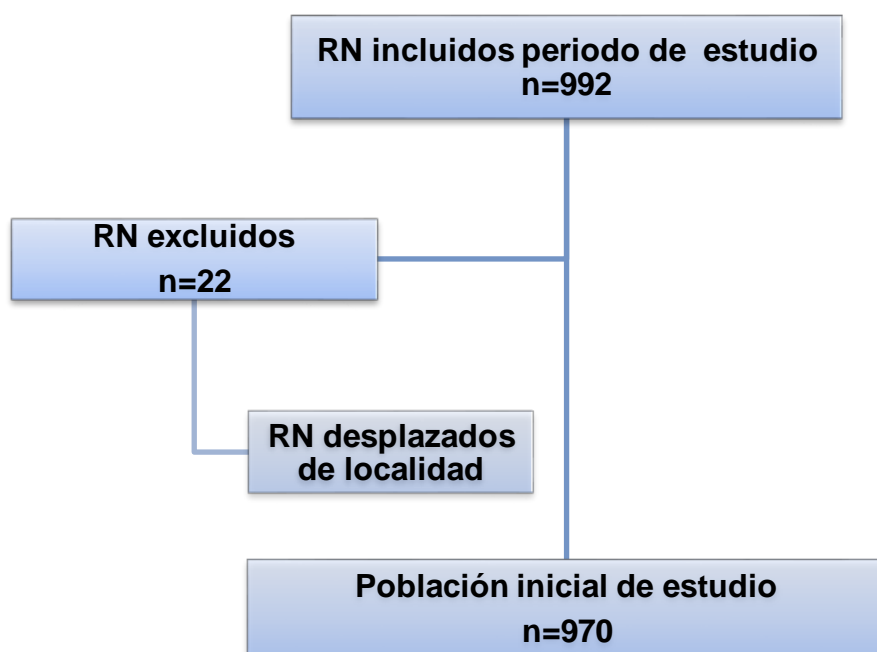 RN incluidos periodo de estudio
n=992
RN excluidos
n=22
RN desplazados
de localidad
Población inicial de estudio
n=970